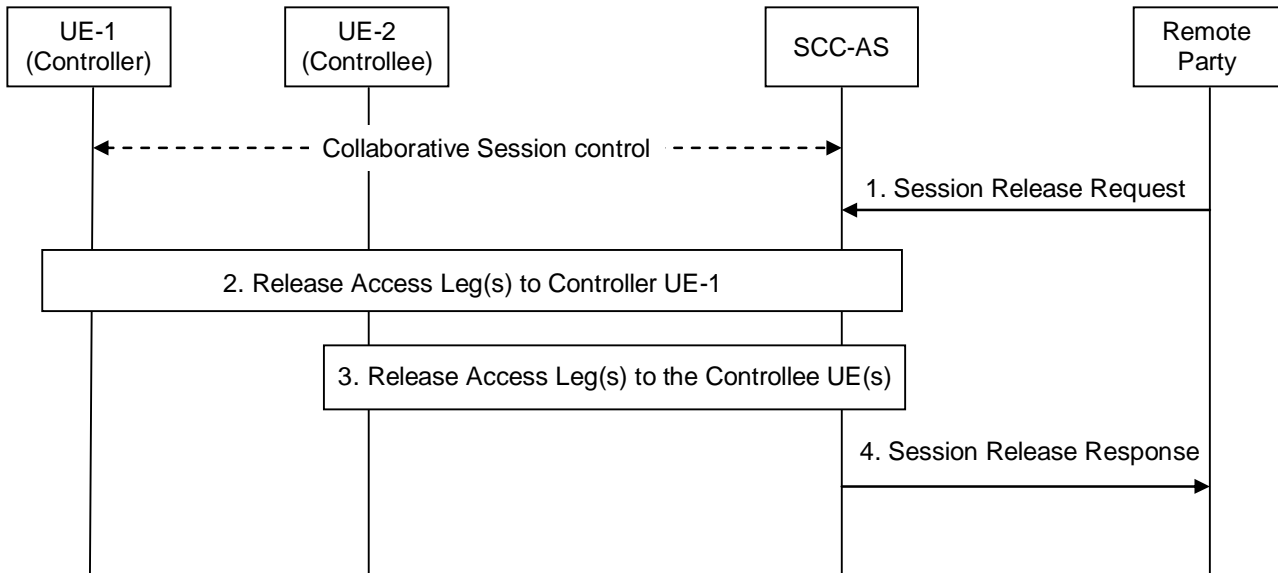 UE-1
(Controller)
UE-2
(Controllee)
SCC-AS
Remote
Party
Collaborative Session control
1. Session Release Request
2. Release Access Leg(s) to Controller UE-1
3. Release Access Leg(s) to the Controllee UE(s)
4. Session Release Response